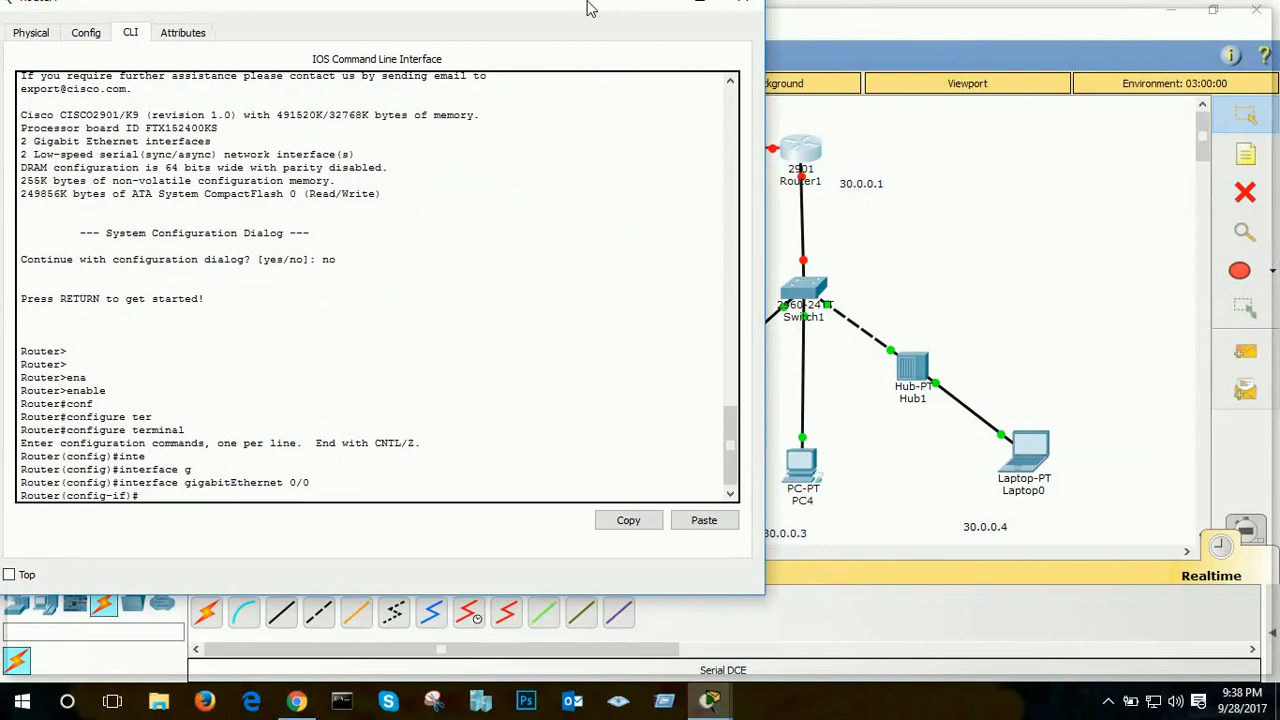 Physical
Config
CLI
Attributes
IOS Command Line Interface
If you require further assistance please contact us by sending email to
export@cisco.com.
Cisco CISCO2901/K9 (revision 1.0) with 491520K/32768K bytes of memory.
Processor board ID FTX152400KS
2 Gigabit Ethernet interfaces
2 Low-speed serial(sync/async) network interface(s)
DRAM configuration is 64 bits wide with parity disabled.
255K bytes of non-volatile configuration memory.
249856K bytes of ATA System CompactFlash 0 (Read/Write)
--- System Configuration Dialog ---
Continue with configuration dialog? [yes/no]: no
Press RETURN to get started!
Router>
Router>
Router>ena
Router>enable
Router#conf
Router#configure ter
Router#configure terminal
Enter configuration commands, one per line.  End with CNTL/Z.
Router(config)#inte
Router(config)#interface g
Router(config)#interface gigabitEthernet 0/0
Router(config-if)#
Copy
Paste
Top
Viewport
Environment: 03:00:00
2901
Router1
30.0.0.1
2960-24TT
Switch1
Hub-PT
Hub1
PC-PT
PC4
Laptop-PT
Laptop0
30.0.0.3
30.0.0.4
Realtime
Serial DCE
9:38 PM
9/28/2017